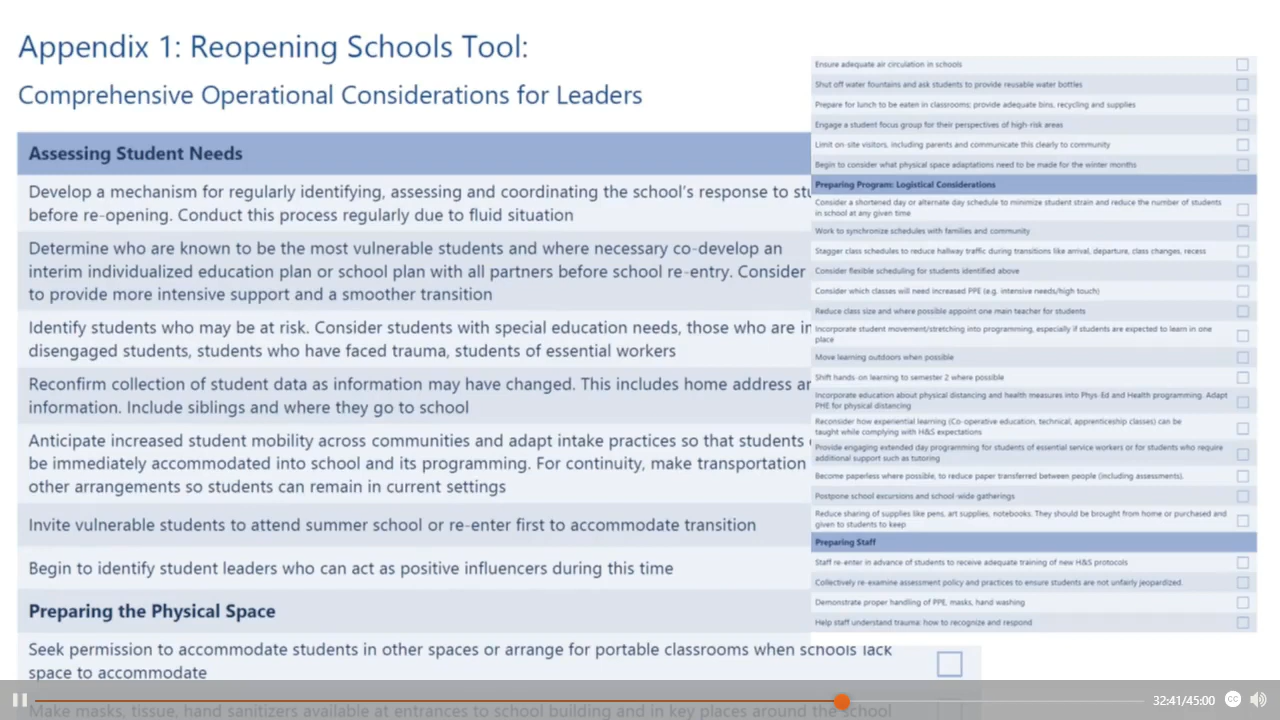 Appendix 1: Reopening Schools Tool:
Comprehensive Operational Considerations for Leaders
Assessing Student Needs
Develop a mechanism for regularly identifying, assessing and coordinating the school's response to stu
before re-opening. Conduct this process regularly due to fluid situation
Determine who are known to be the most vulnerable students and where necessary co-develop an
interim individualized education plan or school plan with all partners before school re-entry. Consider
to provide more intensive support and a smoother transition
Identify students who may be at risk. Consider students with special education needs, those who are in
disengaged students, students who have faced trauma, students of essential workers
Reconfirm collection of student data as information may have changed. This includes home address ar
information. Include siblings and where they go to school
Anticipate increased student mobility across communities and adapt intake practices so that students
be immediately accommodated into school and its programming. For continuity, make transportation
other arrangements so students can remain in current settings
Invite vulnerable students to attend summer school or re-enter first to accommodate transition
Begin to identify student leaders who can act as positive influencers during this time
Preparing the Physical Space
Seek permission to accommodate students in other spaces or arrange for portable classrooms when schools lack
space to accommodate
Make masks, tissue, hand sanitizers available at entrances to school building and in key places around the school
Ensure adequate air circulation in schools
Shut off water fountains and ask students to provide reusable water bottles
Prepare for lunch to be eaten in classrooms; provide adequate bins, recycling and supplies
Engage a student focus group for their perspectives of high-risk areas
Limit on-site visitors, including parents and communicate this clearly to community
Begin to consider what physical space adaptations need to be made for the winter months
Preparing Program: Logistical Considerations
Consider a shortened day or alternate day schedule to minimize student strain and reduce the number of students
in school at any given time
Work to synchronize schedules with families and community
Stagger class schedules to reduce hallway traffic during transitions like arrival, departure, class changes, recess
Consider flexible scheduling for students identified above
Consider which classes will need increased PPE (e.g. intensive needs/high touch)
Reduce class size and where possible appoint one main teacher for students
Incorporate student movement/stretching into programming, especially if students are expected to learn in one
place
Move learning outdoors when possible
Shift hands-on learning to semester 2 where possible
Incorporate education about physical distancing and health measures into Phys-Ed and Health programming. Adapt
PHE for physical distancing
Reconsider how experiential learning (Co-operative education, technical, apprenticeship classes) can be
taught while complying with H&S expectations
Provide engaging extended day programming for students of essential service workers or for students who require
additional support such as tutoring
Become paperless where possible, to reduce paper transferred between people (including assessments).
Postpone school excursions and school-wide gatherings
Reduce sharing of supplies like pens, art supplies, notebooks. They should be brought from home or purchased and
given to students to keep
Preparing Staff
Staff re-enter in advance of students to receive adequate training of new H&S protocols
Collectively re-examine assessment policy and practices to ensure students are not unfairly jeopardized.
Demonstrate proper handling of PPE, masks, hand washing
Help staff understand trauma: how to recognize and respond
32:41/45:00
CC